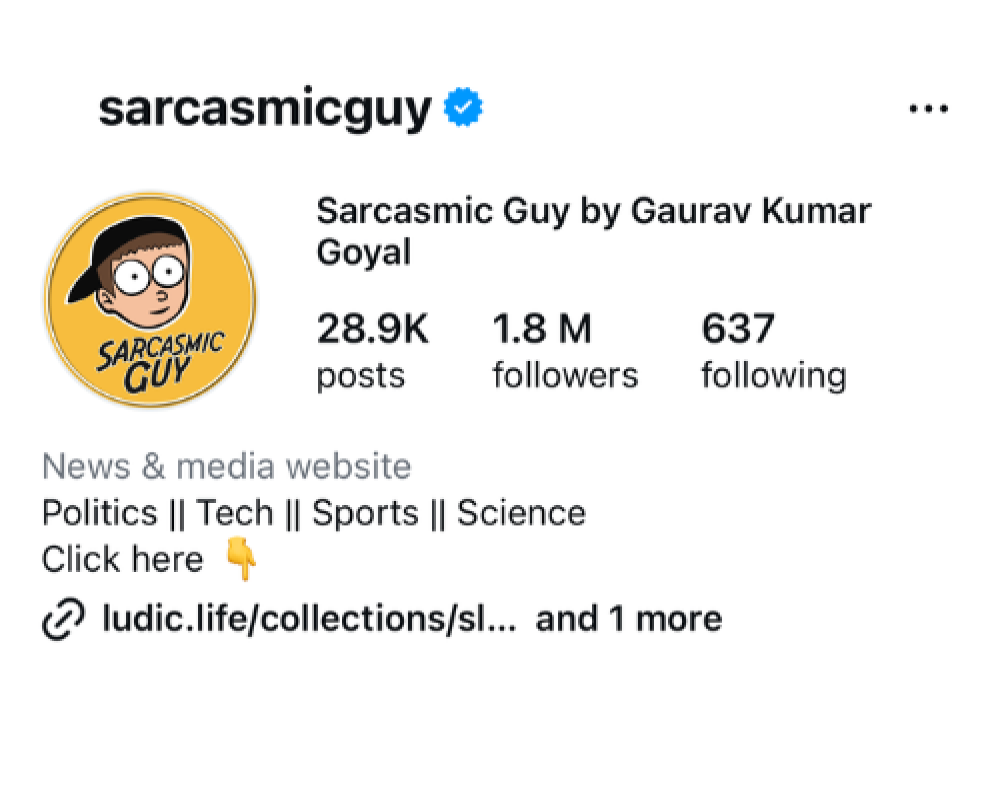 sarcasmicguy
Sarcasmic Guy by Gaurav Kumar
Goyal
SARCASMIC
GUY
28.9K 1.8 M 637
posts followers following
News & media website
Politics || Tech || Sports || Science
Click here 👇
ludic.life/collections/sl... and 1 more